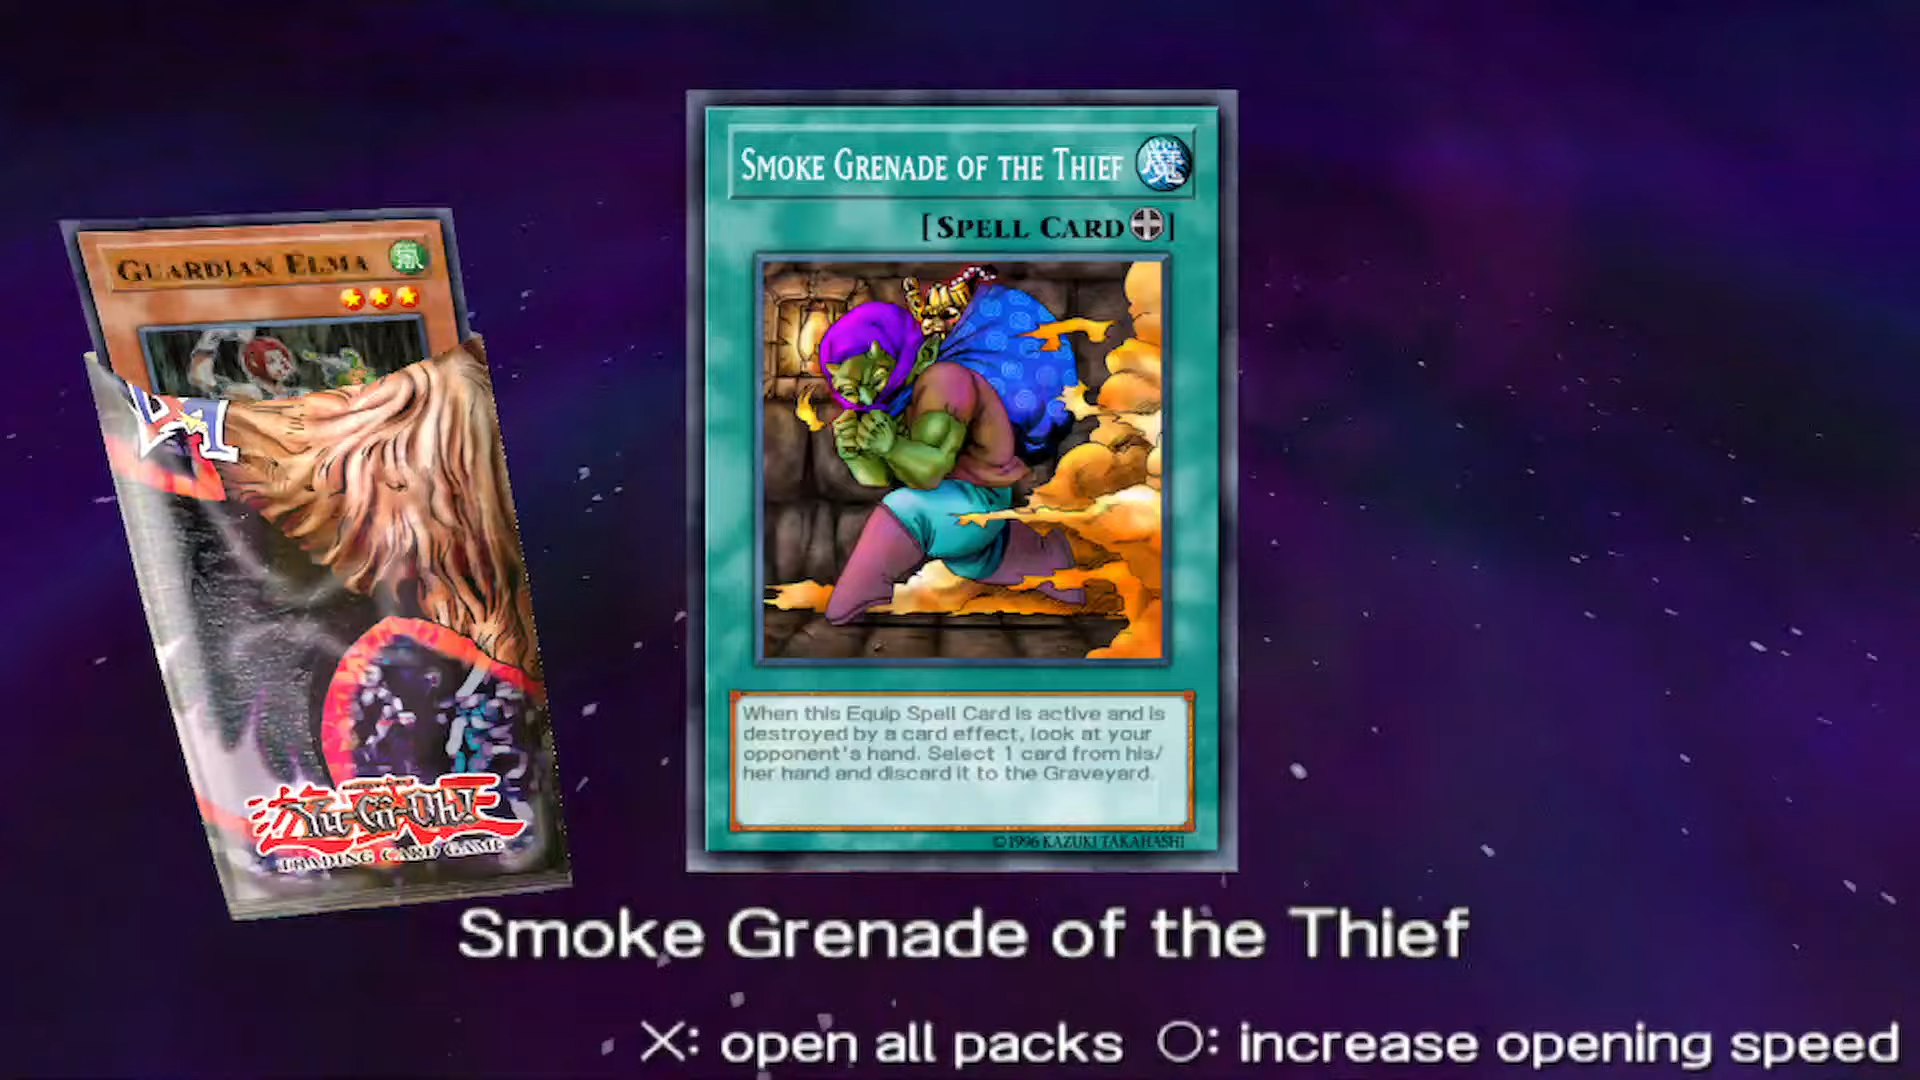 Guardian Elma
Yu-Gi-Oh!
TRADING CARD GAME
Smoke Grenade of the Thief
魔
[Spell Card]
When this Equip Spell Card is active and is
destroyed by a card effect, look at your
opponent's hand. Select 1 card from his/
her hand and discard it to the Graveyard.
©1996 KAZUKI TAKAHASHI
Smoke Grenade of the Thief
X: open all packs O: increase opening speed